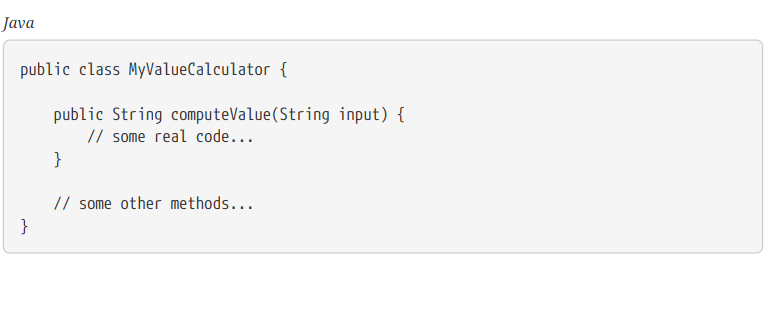 Java
public class MyValueCalculator {
    public String computeValue(String input) {
        // some real code...
    }
    // some other methods...
}